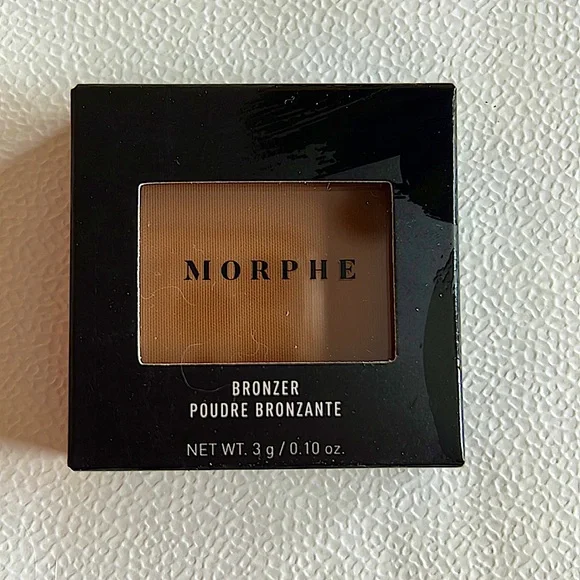 MORPHE
BRONZER
POUDRE BRONZANTE
NET WT. 3 g / 0.10 oz.